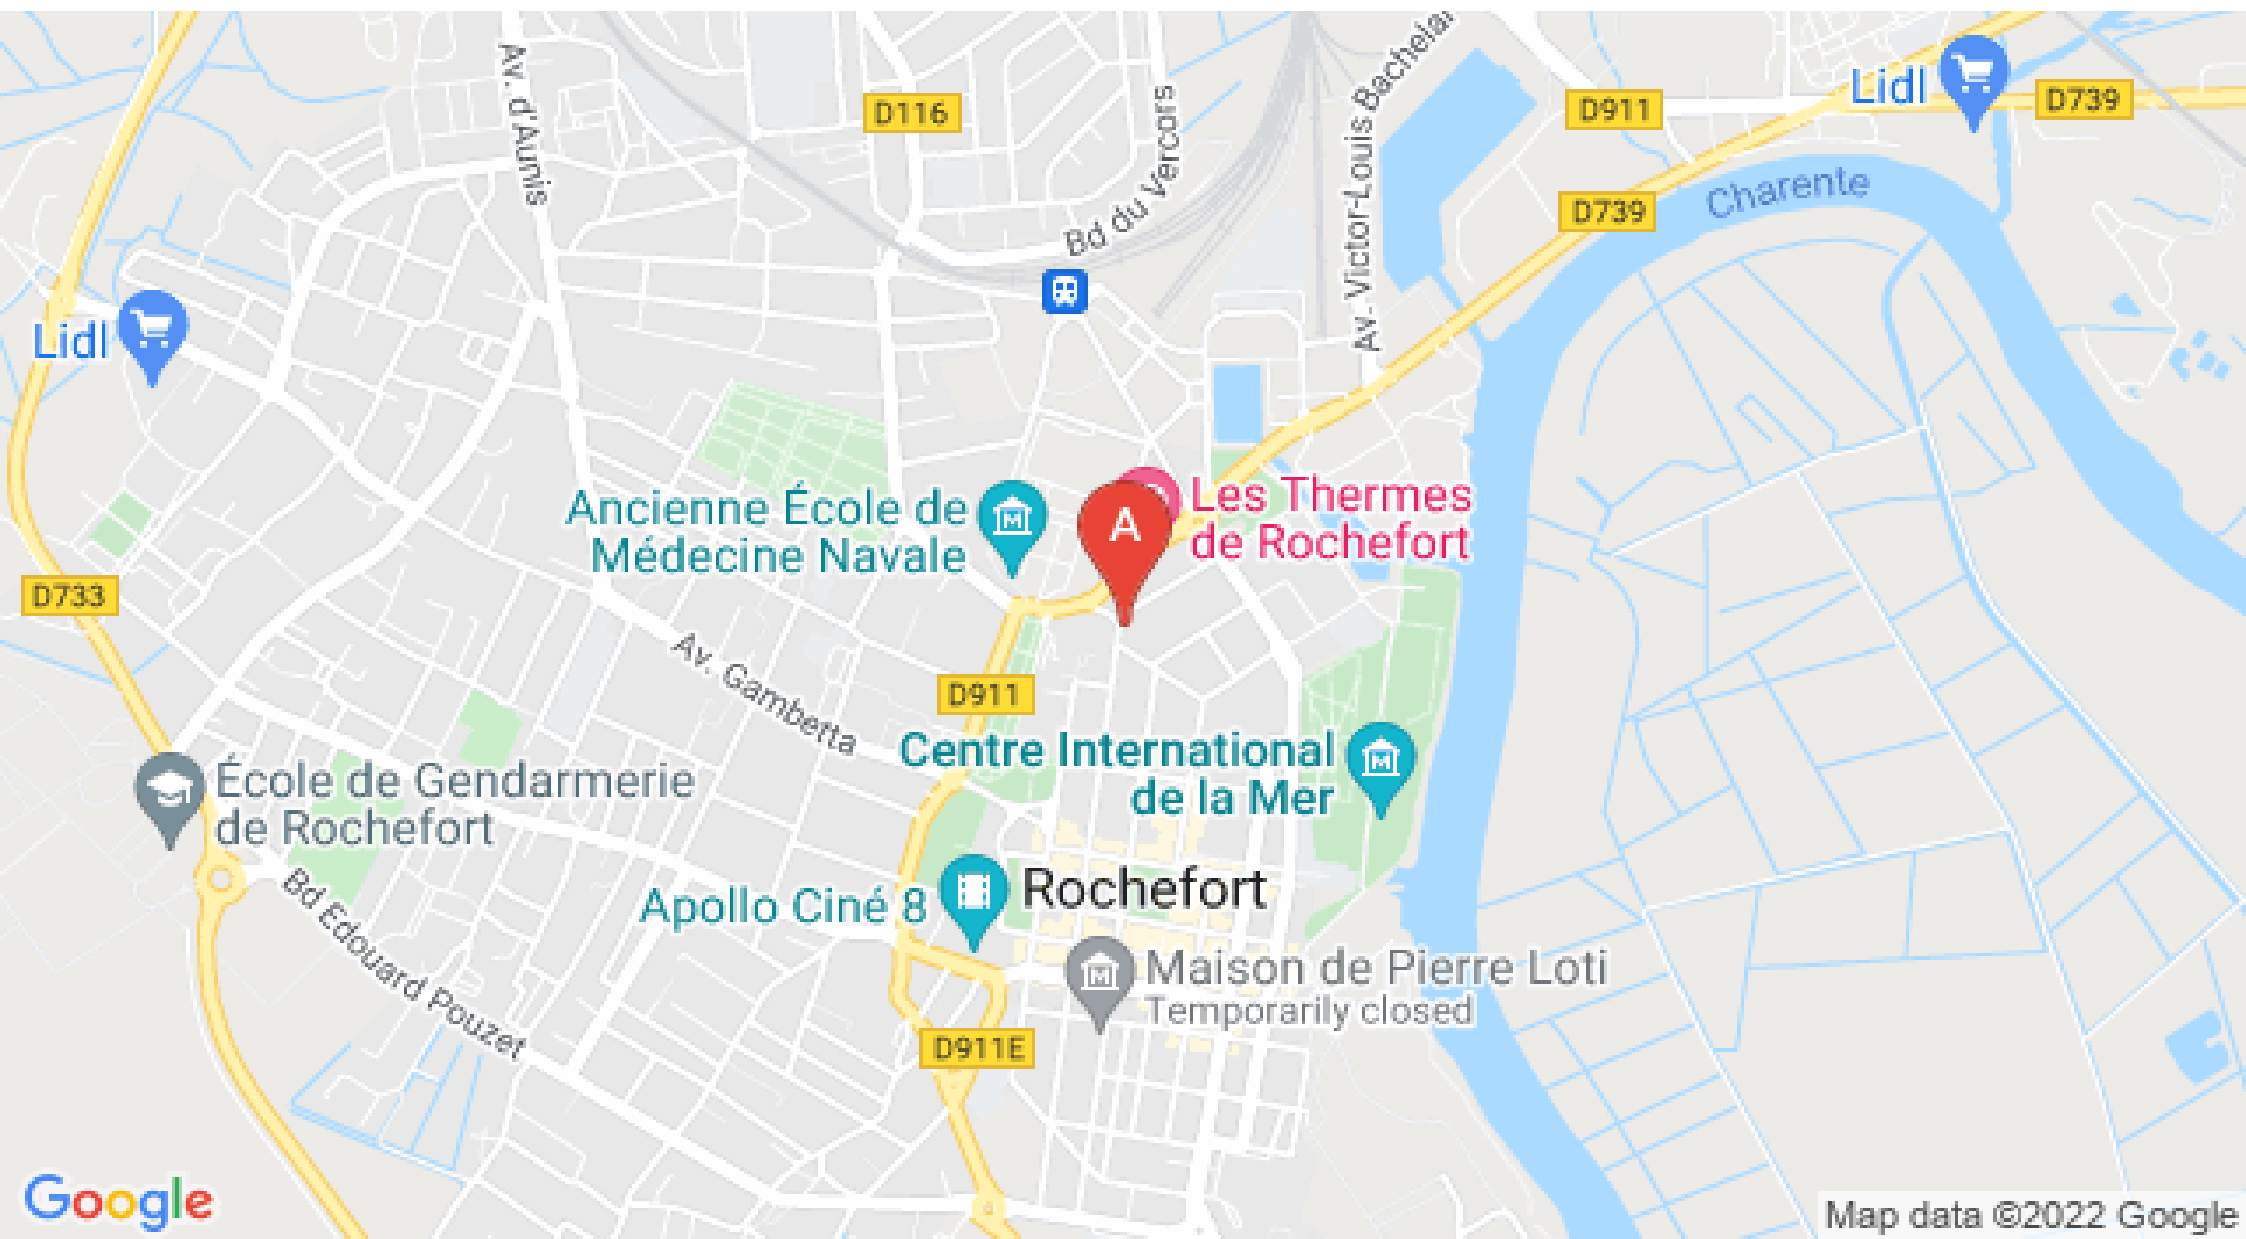 Av. d'Aunis
D116
Bd du Vercors
Av. Victor-Louis Bachelar
D911
Lidl
D739
D739
Charente
Lidl
Ancienne École de
Médecine Navale
A
Les Thermes
de Rochefort
D733
Av. Gambetta
D911
Centre International
de la Mer
École de Gendarmerie
de Rochefort
Bd Edouard Pouzet
Apollo Ciné 8
Rochefort
Maison de Pierre Loti
Temporarily closed
D911E
Google
Map data ©2022 Google